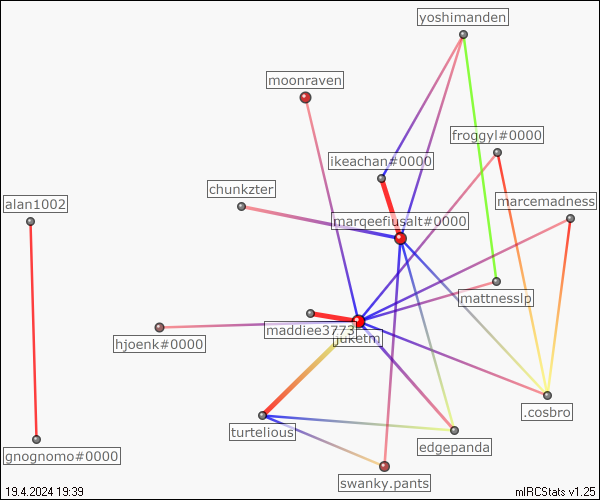 yoshimanden
moonraven
froggyl#0000
ikeachan#0000
chunkzter
marcemadness
alan1002
marqeefiusalt#0000
mattnesslp
maddiee3773
jjuketm
hjoenk#0000
.cosbro
turtelious
edgepanda
gnognomo#0000
swanky.pants
19.4.2024 19:39
mIRCStats v1.25